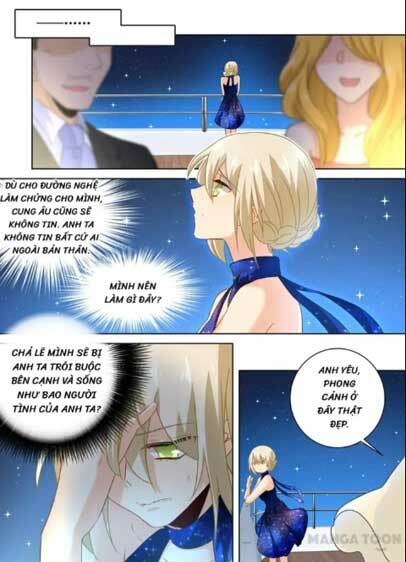 DÙ CHO ĐƯỜNG NGHỆ
LÀM CHỨNG CHO MÌNH,
CUNG ÂU CŨNG SẼ
KHÔNG TIN. ANH TA
KHÔNG TIN BẤT CỨ AI
NGOÀI BẢN THÂN.
MÌNH NÊN
LÀM GÌ ĐÂY?
CHẢ LẼ MÌNH SẼ BỊ
ANH TA TRÓI BUỘC
BÊN CẠNH VÀ SỐNG
NHƯ BAO NGƯỜI
TÌNH CỦA ANH TA?
ANH YÊU,
PHONG
CẢNH Ở
ĐÂY THẬT
ĐẸP.
MANGA TOON